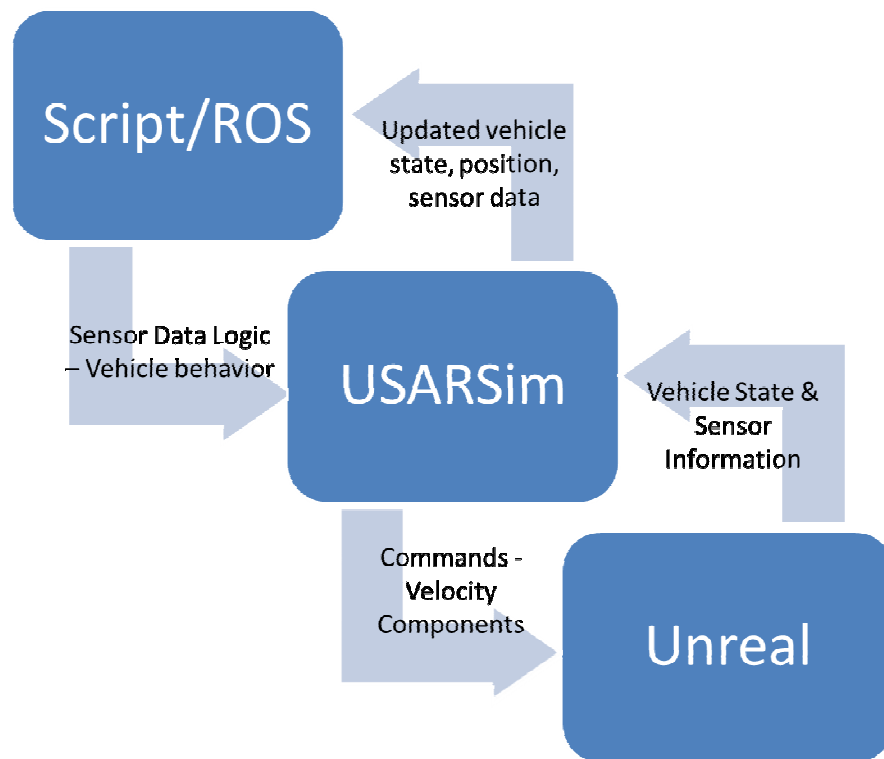 Script/ROS
Updated vehicle
state, position,
sensor data
Sensor Data Logic
– Vehicle behavior
USARSim
Vehicle State &
Sensor
Information
Commands -
Velocity
Components
Unreal